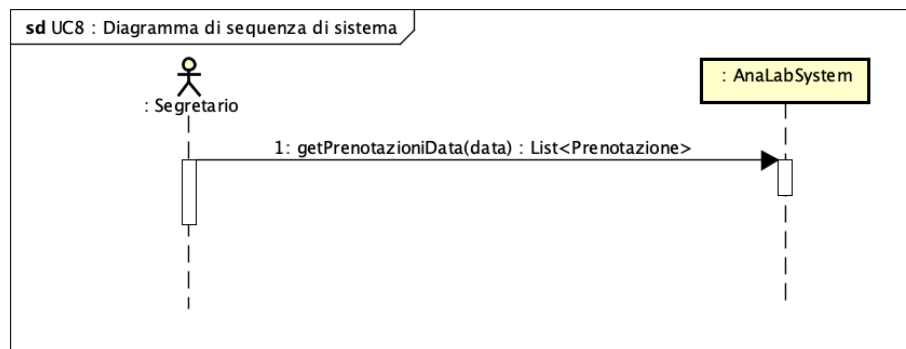 sd UC8 : Diagramma di sequenza di sistema
: Segretario
: AnaLabSystem
1: getPrenotazioniData(data) : List<Prenotazione>